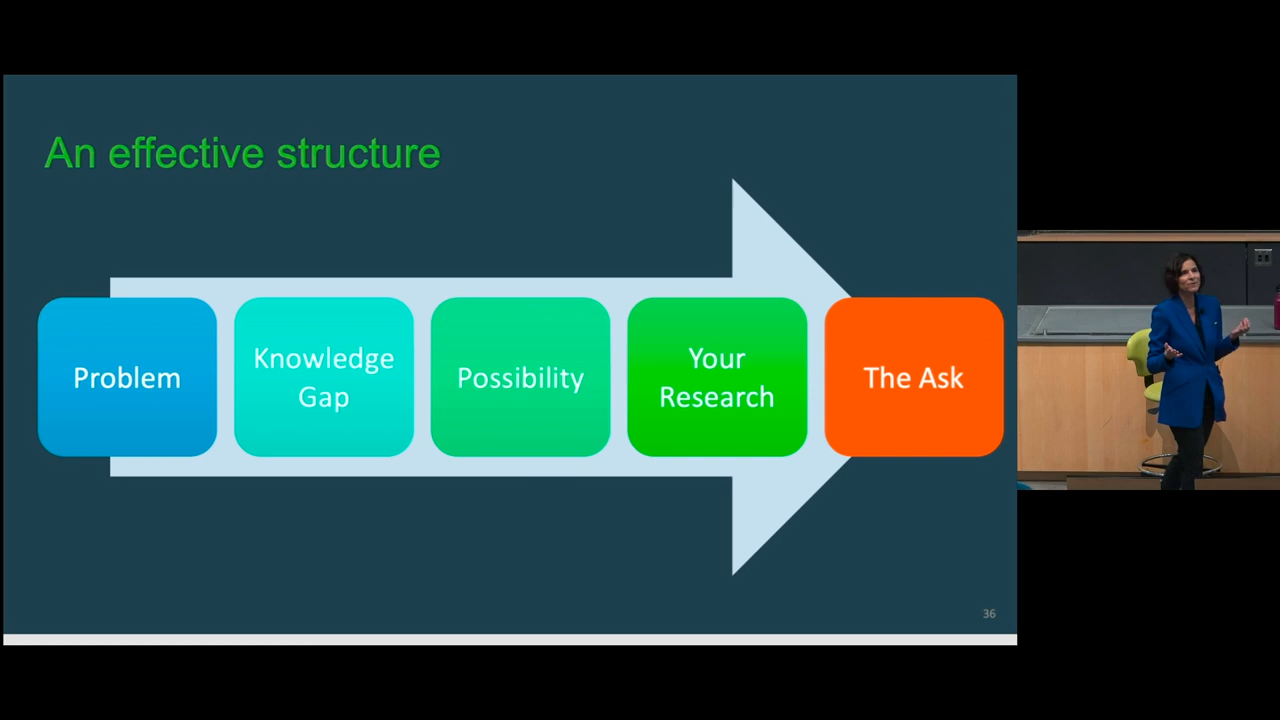 An effective structure
Problem
Knowledge
Gap
Possibility
Your
Research
The Ask
36